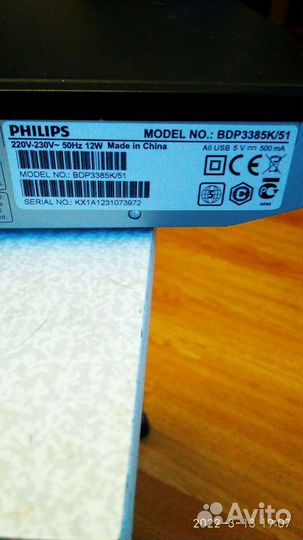 PHILIPS
MODEL NO.: BDP3385K/51
220V-230V~ 50Hz 12W Made in China
All USB 5 V⎓ 500 mA
MODEL NO.: BDP3385K/51
SERIAL NO.: KX1A1231073972
CE
Avito
2022-3-13 19:07